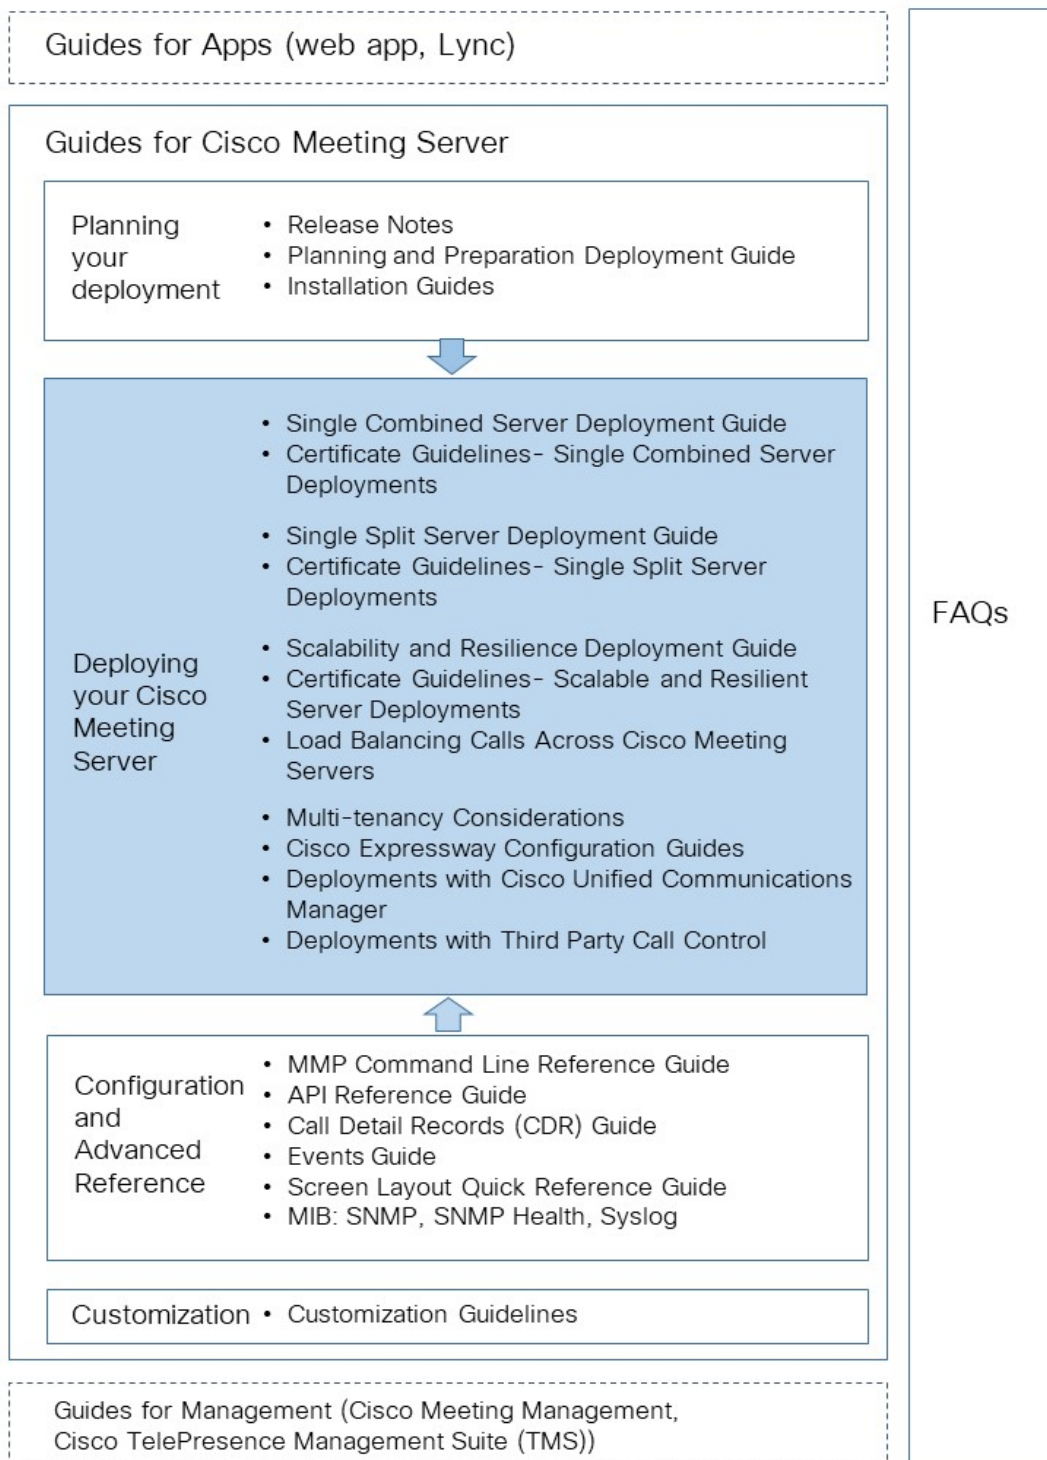 Guides for Apps (web app, Lync)
Guides for Cisco Meeting Server
Planning
your
deployment
• Release Notes
• Planning and Preparation Deployment Guide
• Installation Guides
Deploying
your Cisco
Meeting
Server
• Single Combined Server Deployment Guide
• Certificate Guidelines- Single Combined Server
Deployments
• Single Split Server Deployment Guide
• Certificate Guidelines- Single Split Server
Deployments
• Scalability and Resilience Deployment Guide
• Certificate Guidelines- Scalable and Resilient
Server Deployments
• Load Balancing Calls Across Cisco Meeting
Servers
• Multi-tenancy Considerations
• Cisco Expressway Configuration Guides
• Deployments with Cisco Unified Communications
Manager
• Deployments with Third Party Call Control
Configuration
and
Advanced
Reference
• MMP Command Line Reference Guide
• API Reference Guide
• Call Detail Records (CDR) Guide
• Events Guide
• Screen Layout Quick Reference Guide
• MIB: SNMP, SNMP Health, Syslog
Customization
• Customization Guidelines
Guides for Management (Cisco Meeting Management,
Cisco TelePresence Management Suite (TMS))
FAQs